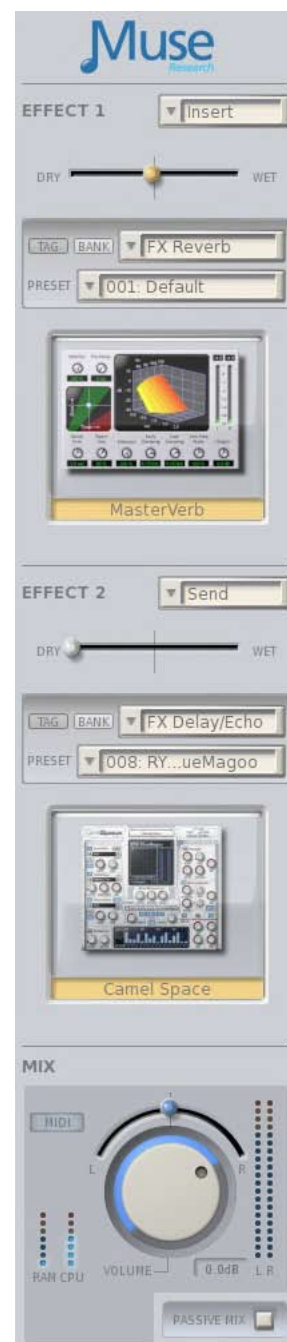 Muse
Research
EFFECT 1
Insert
DRY WET
TAG BANK FX Reverb
PRESET 001: Default
MasterVerb
EFFECT 2
Send
DRY WET
TAG BANK FX Delay/Echo
PRESET 008: RY...ueMagoo
Camel Space
MIX
MIDI
L R
RAM CPU VOLUME 0.0dB L R
PASSIVE MIX